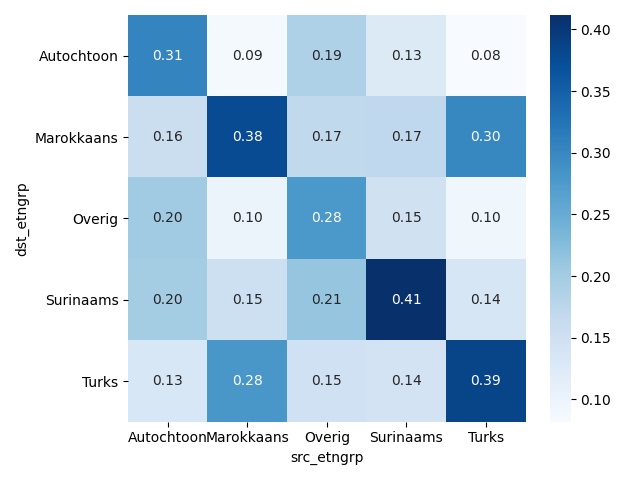 0.40
Autochtoon 0.31 0.09 0.19 0.13 0.08
0.35
Marokkaans 0.16 0.38 0.17 0.17 0.30
0.30
dst_etngrp
Overig 0.20 0.10 0.28 0.15 0.10
0.25
0.20
Surinaams 0.20 0.15 0.21 0.41 0.14
0.15
Turks 0.13 0.28 0.15 0.14 0.39
0.10
Autochtoon Marokkaans Overig Surinaams Turks
src_etngrp